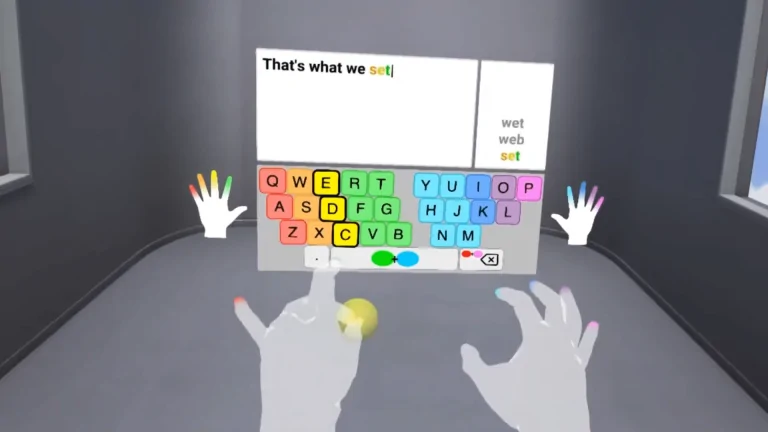 That's what we set
wet
web
set
Q W E R T Y U I O P
A S D F G H J K L
Z X C V B N M
. +